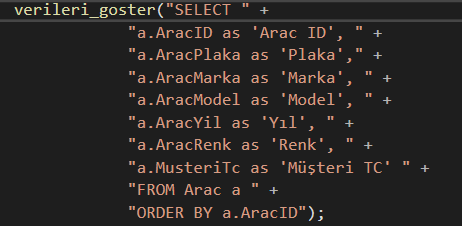 verileri_goster("SELECT " +
"a.AracID as 'Arac ID', " +
"a.AracPlaka as 'Plaka'," +
"a.AracMarka as 'Marka', " +
"a.AracModel as 'Model', " +
"a.AracYil as 'Yıl', " +
"a.AracRenk as 'Renk', " +
"a.MusteriTc as 'Müşteri TC' " +
"FROM Arac a " +
"ORDER BY a.AracID");